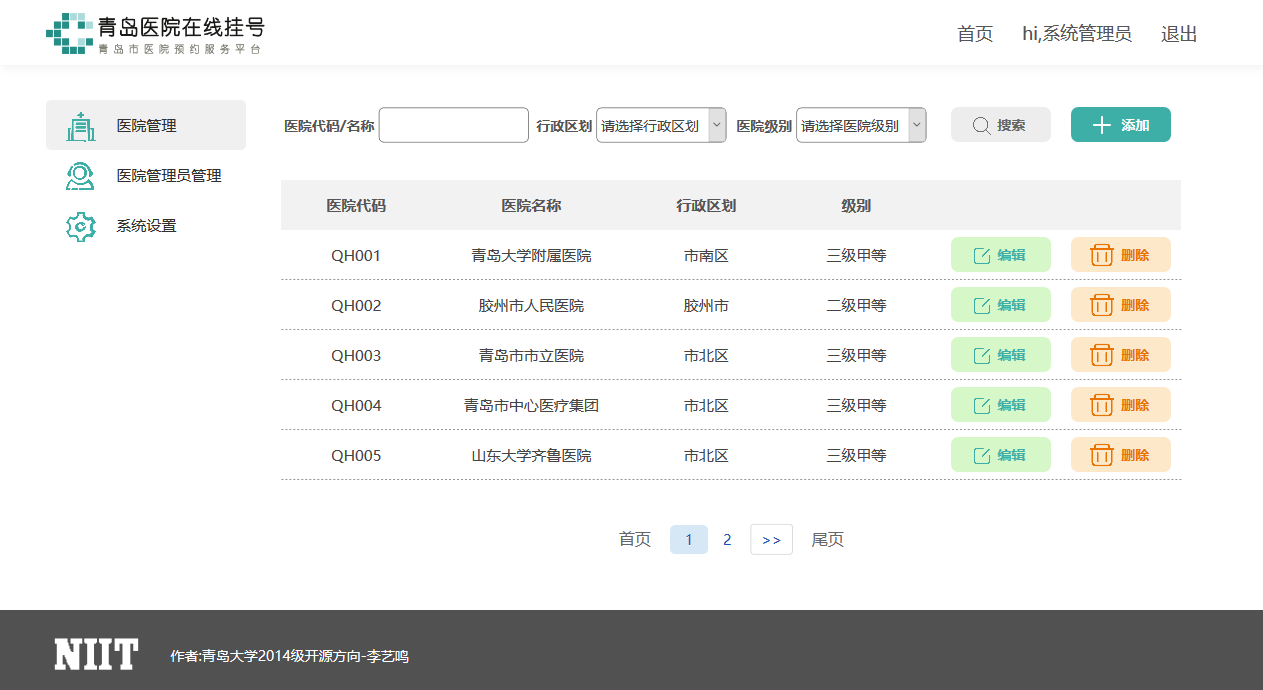 青岛医院在线挂号
青岛市医院预约服务平台
首页 hi,系统管理员 退出
医院管理
医院管理员管理
系统设置
医院代码/名称 行政区划 请选择行政区划 医院级别 请选择医院级别 搜索 添加
医院代码 医院名称 行政区划 级别
QH001 青岛大学附属医院 市南区 三级甲等 编辑 删除
QH002 胶州市人民医院 胶州市 二级甲等 编辑 删除
QH003 青岛市市立医院 市北区 三级甲等 编辑 删除
QH004 青岛市中心医疗集团 市北区 三级甲等 编辑 删除
QH005 山东大学齐鲁医院 市北区 三级甲等 编辑 删除
首页 1 2 >> 尾页
NIIT 作者:青岛大学2014级开源方向-李艺鸣